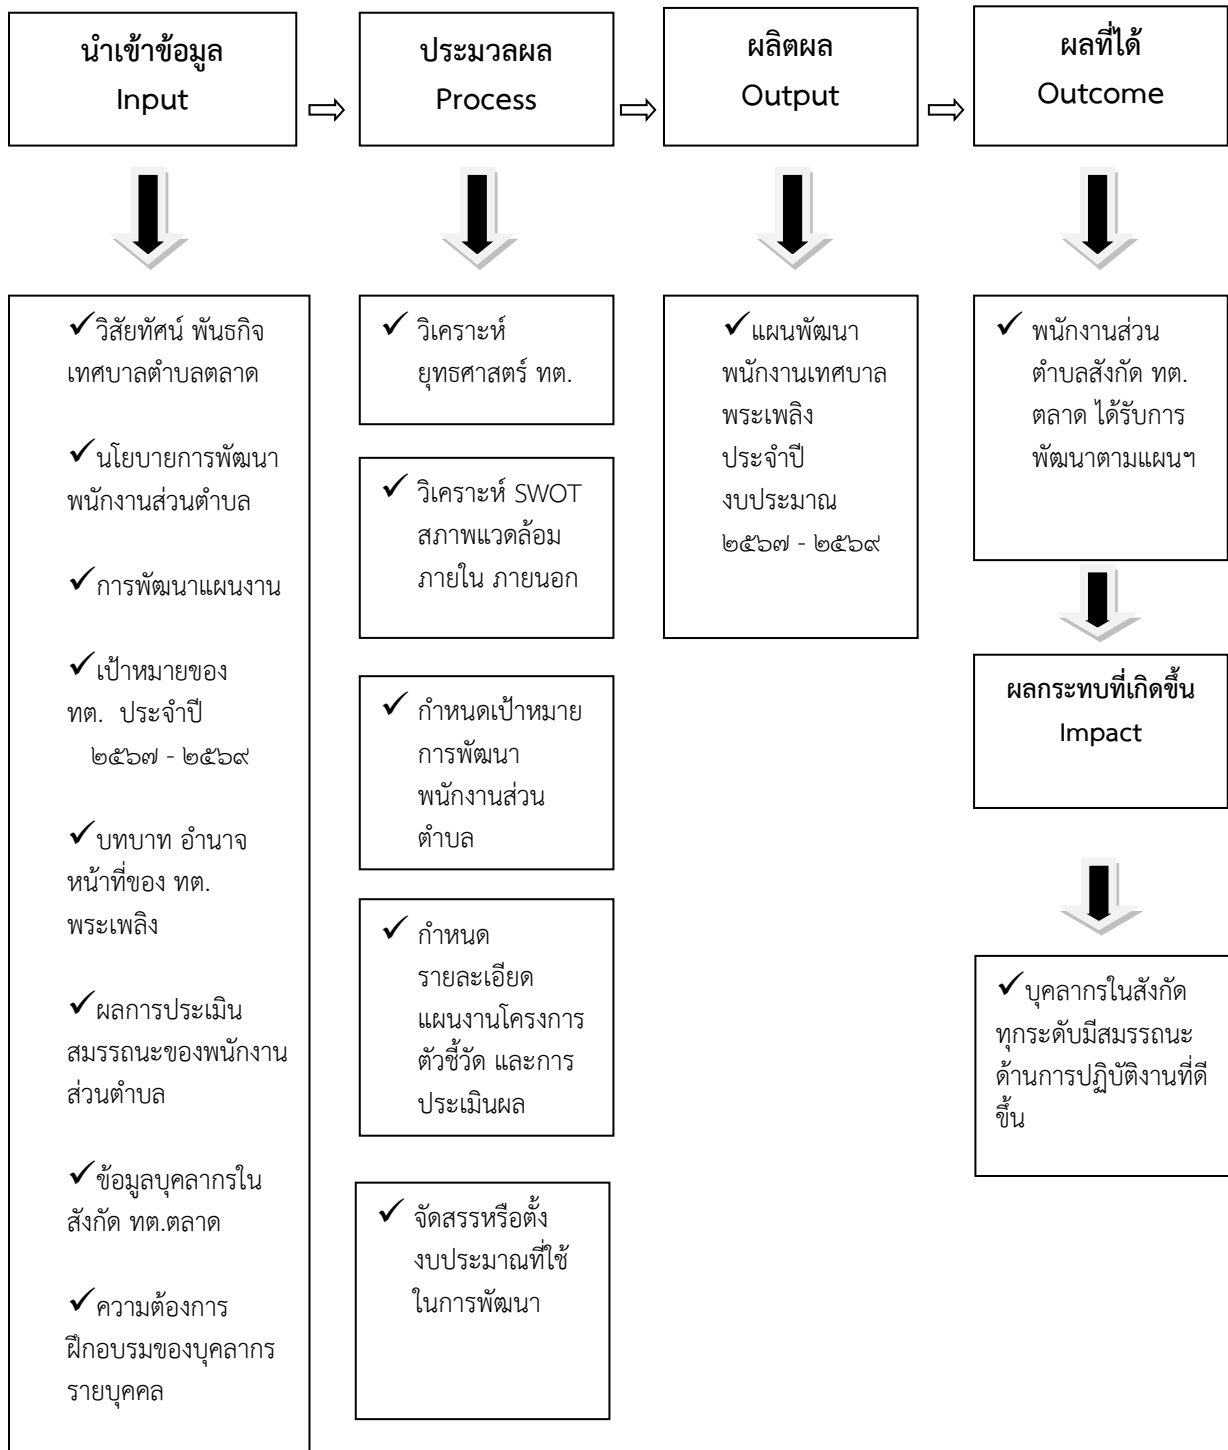 นำเข้าข้อมูล
Input
ประมวลผล
Process
ผลิตผล
Output
ผลที่ได้
Outcome
✓วิสัยทัศน์ พันธกิจ
เทศบาลตำบลตลาด
✓นโยบายการพัฒนา
พนักงานส่วนตำบล
✓การพัฒนาแผนงาน
✓เป้าหมายของ
ทต. ประจำปี
๒๕๖๗ - ๒๕๖๙
✓บทบาท อำนาจ
หน้าที่ของ ทต.
พระเพลิง
✓ผลการประเมิน
สมรรถนะของพนักงาน
ส่วนตำบล
✓ข้อมูลบุคลากรใน
สังกัด ทต.ตลาด
✓ความต้องการ
ฝึกอบรมของบุคลากร
รายบุคคล
✓ วิเคราะห์
ยุทธศาสตร์ ทต.
✓ วิเคราะห์ SWOT
สภาพแวดล้อม
ภายใน ภายนอก
✓ กำหนดเป้าหมาย
การพัฒนา
พนักงานส่วน
ตำบล
✓ กำหนด
รายละเอียด
แผนงานโครงการ
ตัวชี้วัด และการ
ประเมินผล
✓ จัดสรรหรือตั้ง
งบประมาณที่ใช้
ในการพัฒนา
✓แผนพัฒนา
พนักงานเทศบาล
พระเพลิง
ประจำปี
งบประมาณ
๒๕๖๗ - ๒๕๖๙
✓ พนักงานส่วน
ตำบลสังกัด ทต.
ตลาด ได้รับการ
พัฒนาตามแผนฯ
ผลกระทบที่เกิดขึ้น
Impact
✓บุคลากรในสังกัด
ทุกระดับมีสมรรถนะ
ด้านการปฏิบัติงานที่ดี
ขึ้น